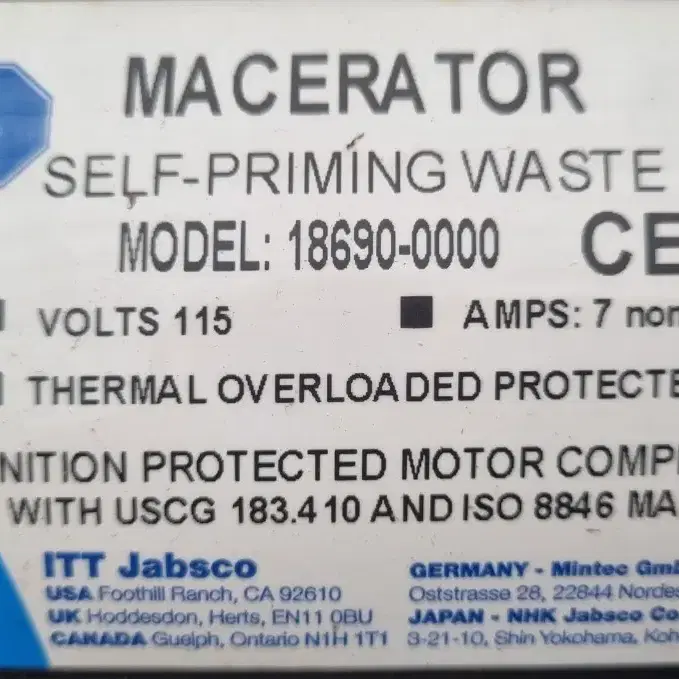 MACERATOR
SELF-PRIMING WASTE
MODEL: 18690-0000 CE
VOLTS 115 ■ AMPS: 7 nom
THERMAL OVERLOADED PROTECTE
NITION PROTECTED MOTOR COMPL
WITH USCG 183.410 AND ISO 8846 MA
ITT Jabsco
USA Foothill Ranch, CA 92610
UK Hoddesdon, Herts, EN11 0BU
CANADA Guelph, Ontario N1H 1T1
GERMANY - Mintec Gmb
Oststrasse 28, 22844 Nordes
JAPAN - NHK Jabsco Co
3-21-10, Shin Yokohama, Koh